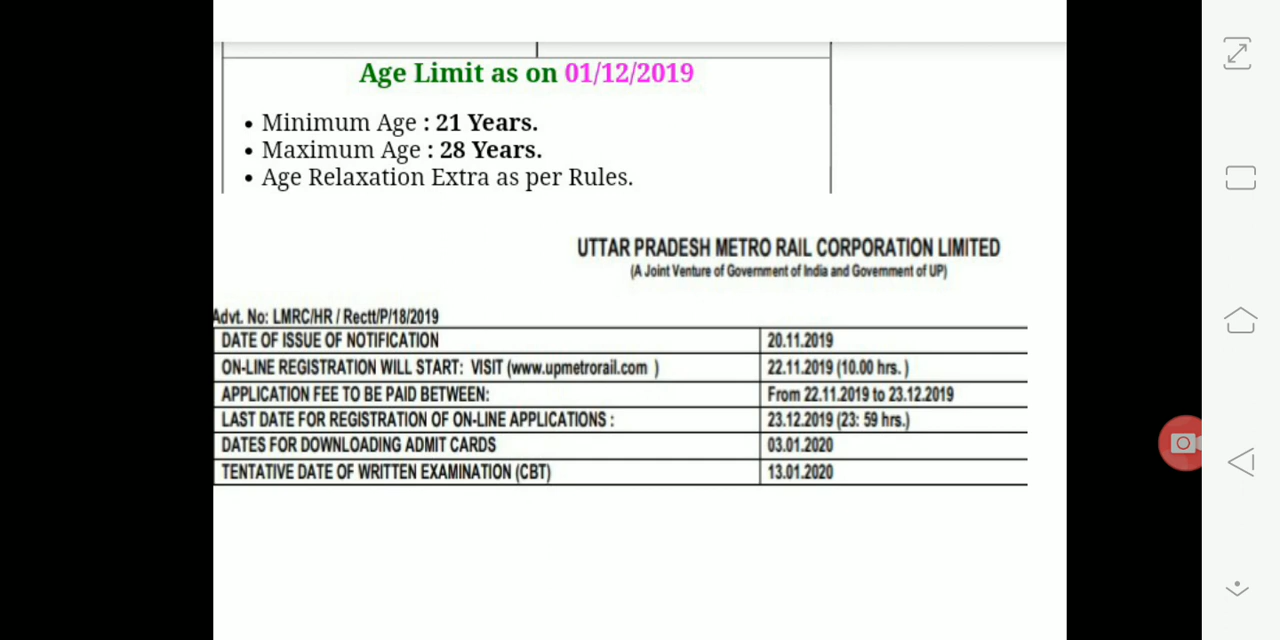 Age Limit as on 01/12/2019
• Minimum Age : 21 Years.
• Maximum Age : 28 Years.
• Age Relaxation Extra as per Rules.
UTTAR PRADESH METRO RAIL CORPORATION LIMITED
(A Joint Venture of Government of India and Government of UP)
Advt. No: LMRC/HR / Rectt/P/18/2019
DATE OF ISSUE OF NOTIFICATION 20.11.2019
ON-LINE REGISTRATION WILL START: VISIT (www.upmetrorail.com ) 22.11.2019 (10.00 hrs. )
APPLICATION FEE TO BE PAID BETWEEN: From 22.11.2019 to 23.12.2019
LAST DATE FOR REGISTRATION OF ON-LINE APPLICATIONS : 23.12.2019 (23: 59 hrs.)
DATES FOR DOWNLOADING ADMIT CARDS 03.01.2020
TENTATIVE DATE OF WRITTEN EXAMINATION (CBT) 13.01.2020